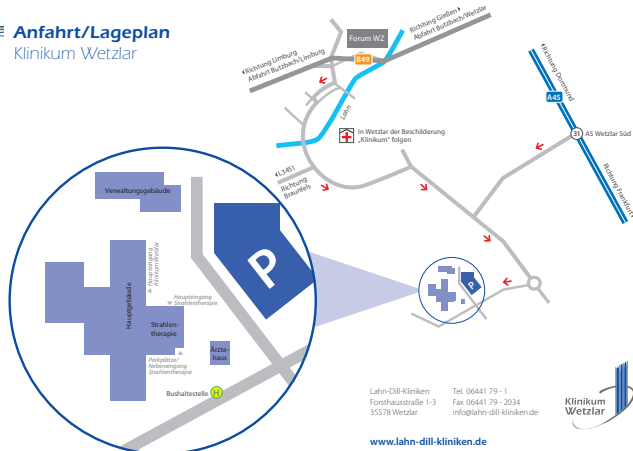 Anfahrt/Lageplan
Klinikum Wetzlar
Richtung Limburg
Abfahrt Butzbach/Limburg
Forum WZ
B49
Richtung Gießen
Abfahrt Butzbach/Wetzlar
Lahn
In Wetzlar der Beschilderung
„Klinikum" folgen
L3451
Richtung
Braunfels
Richtung Dortmund
A45
31
AS Wetzlar Süd
Richtung Frankfurt
Verwaltungsgebäude
P
Haupteingang
Klinikum Wetzlar
Hauptgebäude
Haupteingang
Strahlentherapie
Strahlen-
therapie
Ärzte-
haus
Parkplätze/
Nebeneingang
Strahlentherapie
Bushaltestelle
H
P
Lahn-Dill-Kliniken
Forsthausstraße 1-3
35578 Wetzlar
Tel. 06441 79 - 1
Fax 06441 79 - 2034
info@lahn-dill-kliniken.de
www.lahn-dill-kliniken.de
Klinikum
Wetzlar